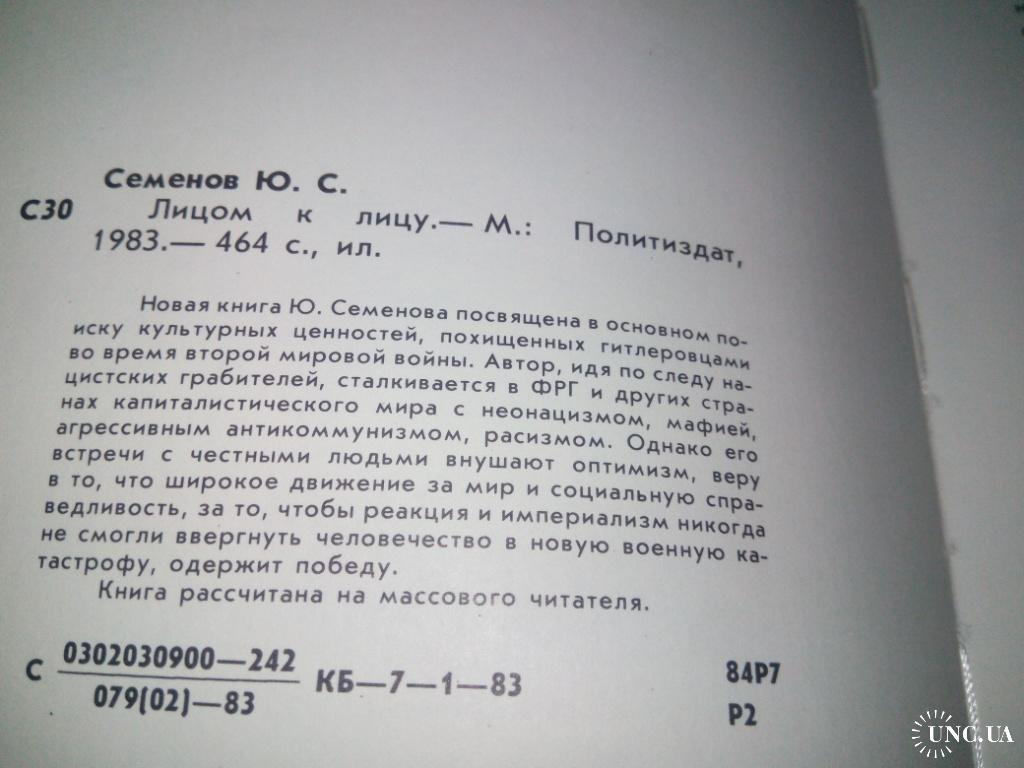 Семенов Ю. С.
С30 Лицом к лицу.— М.: Политиздат,
1983.— 464 с., ил.
Новая книга Ю. Семенова посвящена в основном по-
иску культурных ценностей, похищенных гитлеровцами
во время второй мировой войны. Автор, идя по следу на-
цистских грабителей, сталкивается в ФРГ и других стра-
нах капиталистического мира с неонацизмом, мафией,
агрессивным антикоммунизмом, расизмом. Однако его
встречи с честными людьми внушают оптимизм, веру
в то, что широкое движение за мир и социальную спра-
ведливость, за то, чтобы реакция и империализм никогда
не смогли ввергнуть человечество в новую военную ка-
тастрофу, одержит победу.
Книга рассчитана на массового читателя.
С 0302030900—242 КБ—7—1—83 84Р7
079(02)—83 Р2
UNC.UA